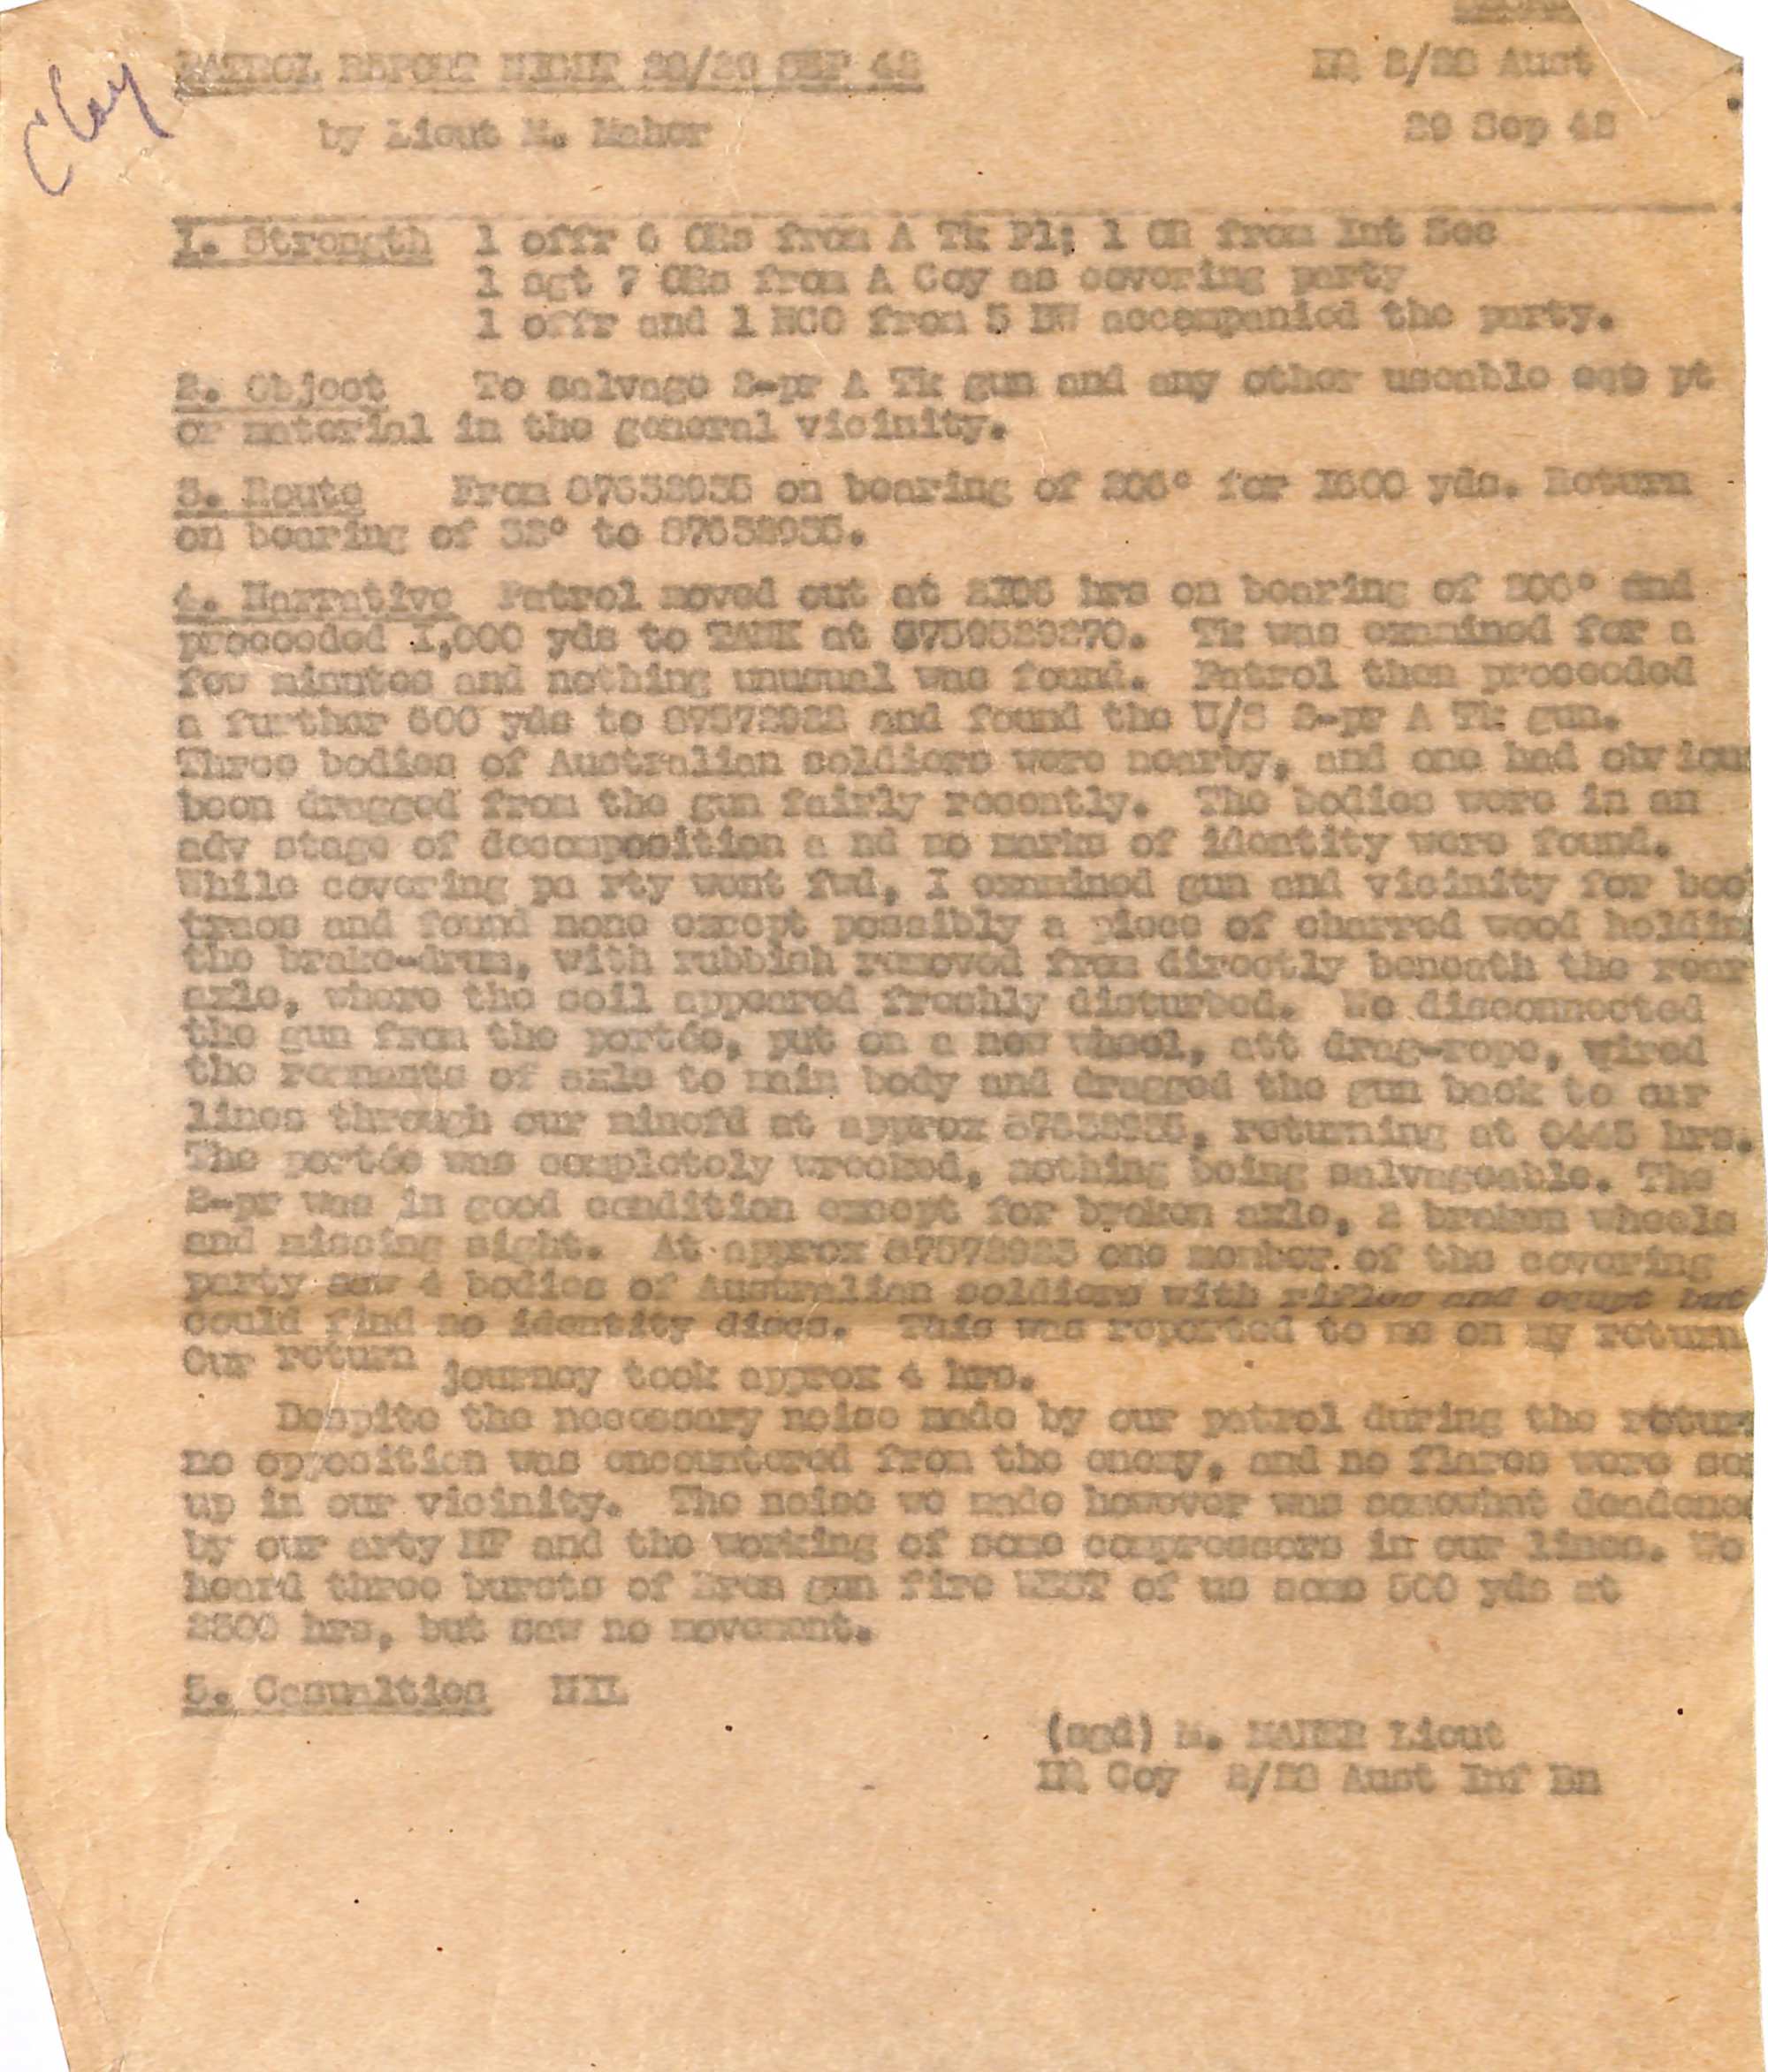 C Coy
PATROL REPORT NIGHT 28/29 SEP 42
HQ 2/28 Aust
by Lieut M. Maher
29 Sep 42
1. Strength 1 offr 6 ORs from A Tk Pl; 1 OR from Int Sec
1 sgt 7 ORs from A Coy as covering party
1 offr and 1 NCO from 5 BW accompanied the party.
2. Object To salvage 2-pr A Tk gun and any other useable eqp pt
or material in the general vicinity.
3. Route From on bearing of 206° for 1600 yds. Return
on bearing of to
4. Narrative Patrol moved out at hrs on bearing of 206° and
proceeded 1,000 yds to TANK at Tk was examined for a
few minutes and nothing unusual was found. Patrol then proceeded
a further 600 yds to and found the U/S 2-pr A Tk gun.
Three bodies of Australian soldiers were nearby, and one had obv ious
been dragged from the gun fairly recently. The bodies were in an
adv stage of decomposition a nd no marks of identity were found.
While covering pa rty went fwd, I examined gun and vicinity for boo
traps and found none except possibly a piece of charred wood holdin
the brake-drum, with rubbish removed from directly beneath the rear
axle, where the soil appeared freshly disturbed. We disconnected
the gun from the portée, put on a new wheel, att drag-rope, wired
the remnants of axle to main body and dragged the gun back to our
lines through our minefd at approx returning at 0445 hrs.
The portée was completely wrecked, nothing being salvageable. The
2-pr was in good condition except for broken axle, 2 broken wheels
and missing sight. At approx one member of the covering
party saw 4 bodies of Australian soldiers with rifles and equpt but
could find no identity discs. This was reported to me on my return
Our return journey took approx 4 hrs.
Despite the necessary noise made by our patrol during the return
no opposition was encountered from the enemy, and no flares were sen
up in our vicinity. The noise we made however was somewhat deadened
by our arty HF and the working of some compressors in our lines. We
heard three bursts of Bren gun fire WEST of us some 500 yds at
2300 hrs, but saw no movement.
5. Casualties NIL
(sgd) M. MAHER Lieut
HQ Coy 2/28 Aust Inf Bn